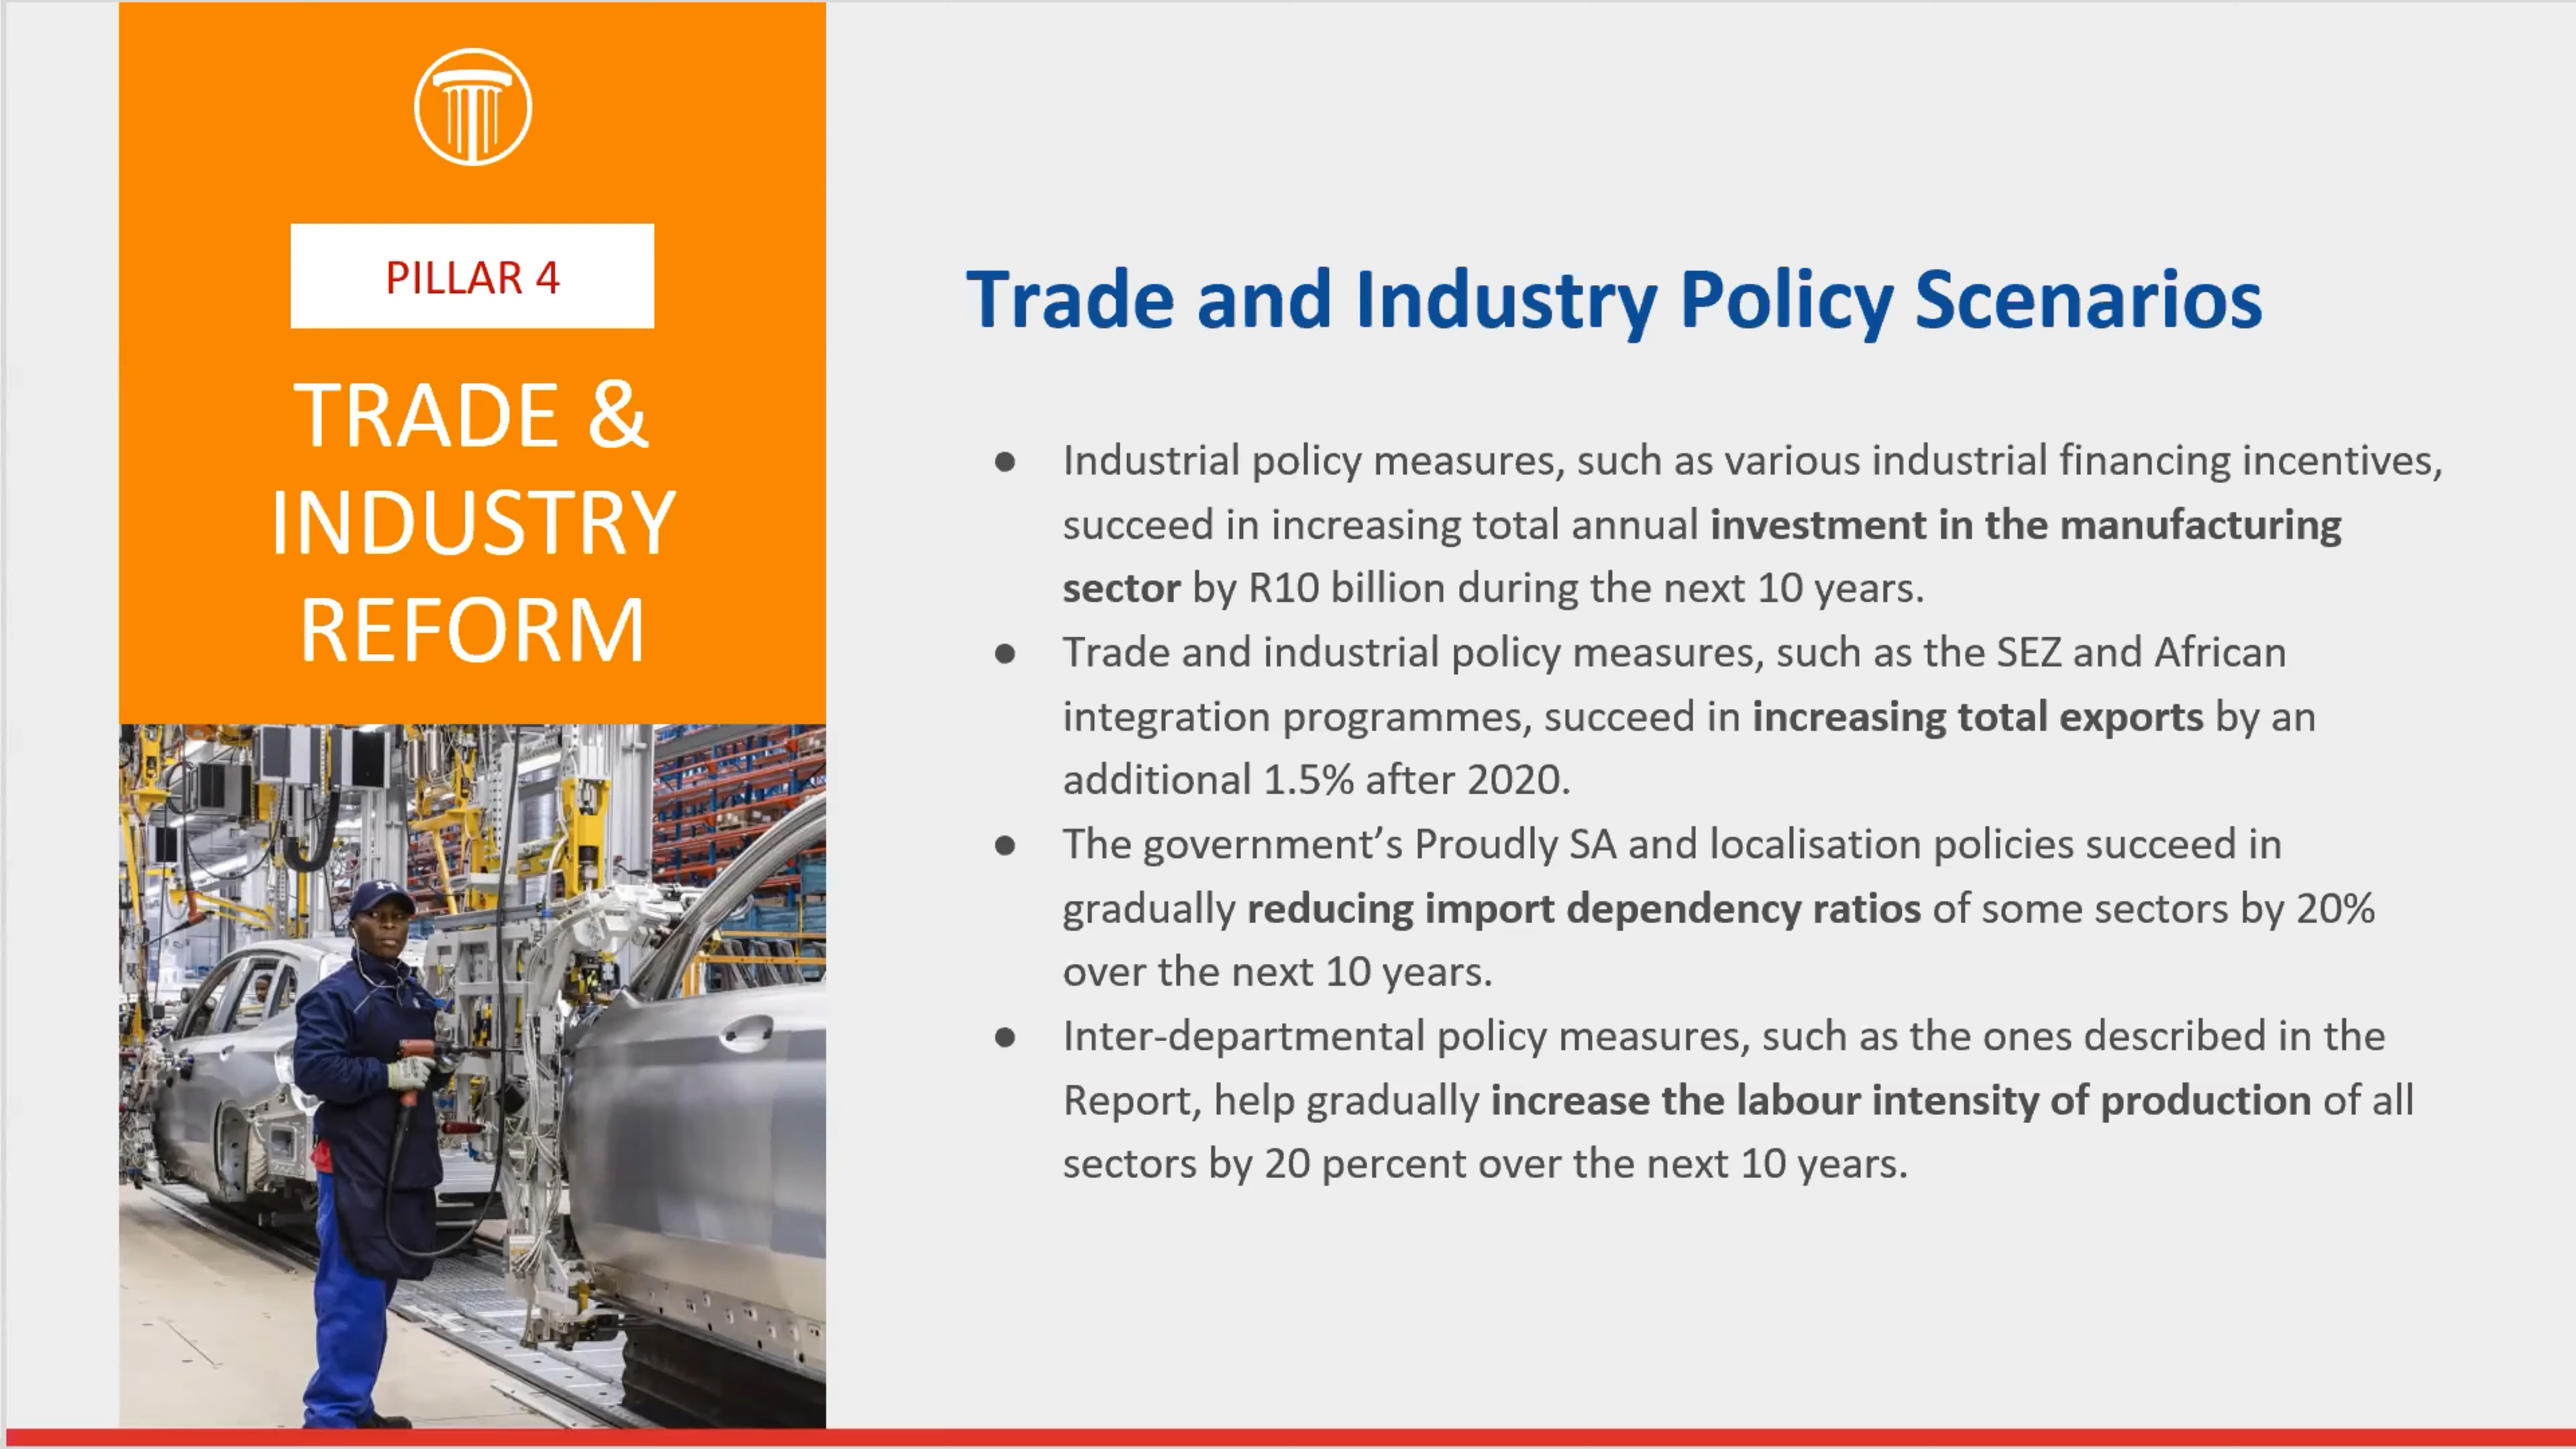 PILLAR 4
TRADE &
INDUSTRY
REFORM
Trade and Industry Policy Scenarios
● Industrial policy measures, such as various industrial financing incentives,
succeed in increasing total annual investment in the manufacturing
sector by R10 billion during the next 10 years.
● Trade and industrial policy measures, such as the SEZ and African
integration programmes, succeed in increasing total exports by an
additional 1.5% after 2020.
● The government’s Proudly SA and localisation policies succeed in
gradually reducing import dependency ratios of some sectors by 20%
over the next 10 years.
● Inter-departmental policy measures, such as the ones described in the
Report, help gradually increase the labour intensity of production of all
sectors by 20 percent over the next 10 years.